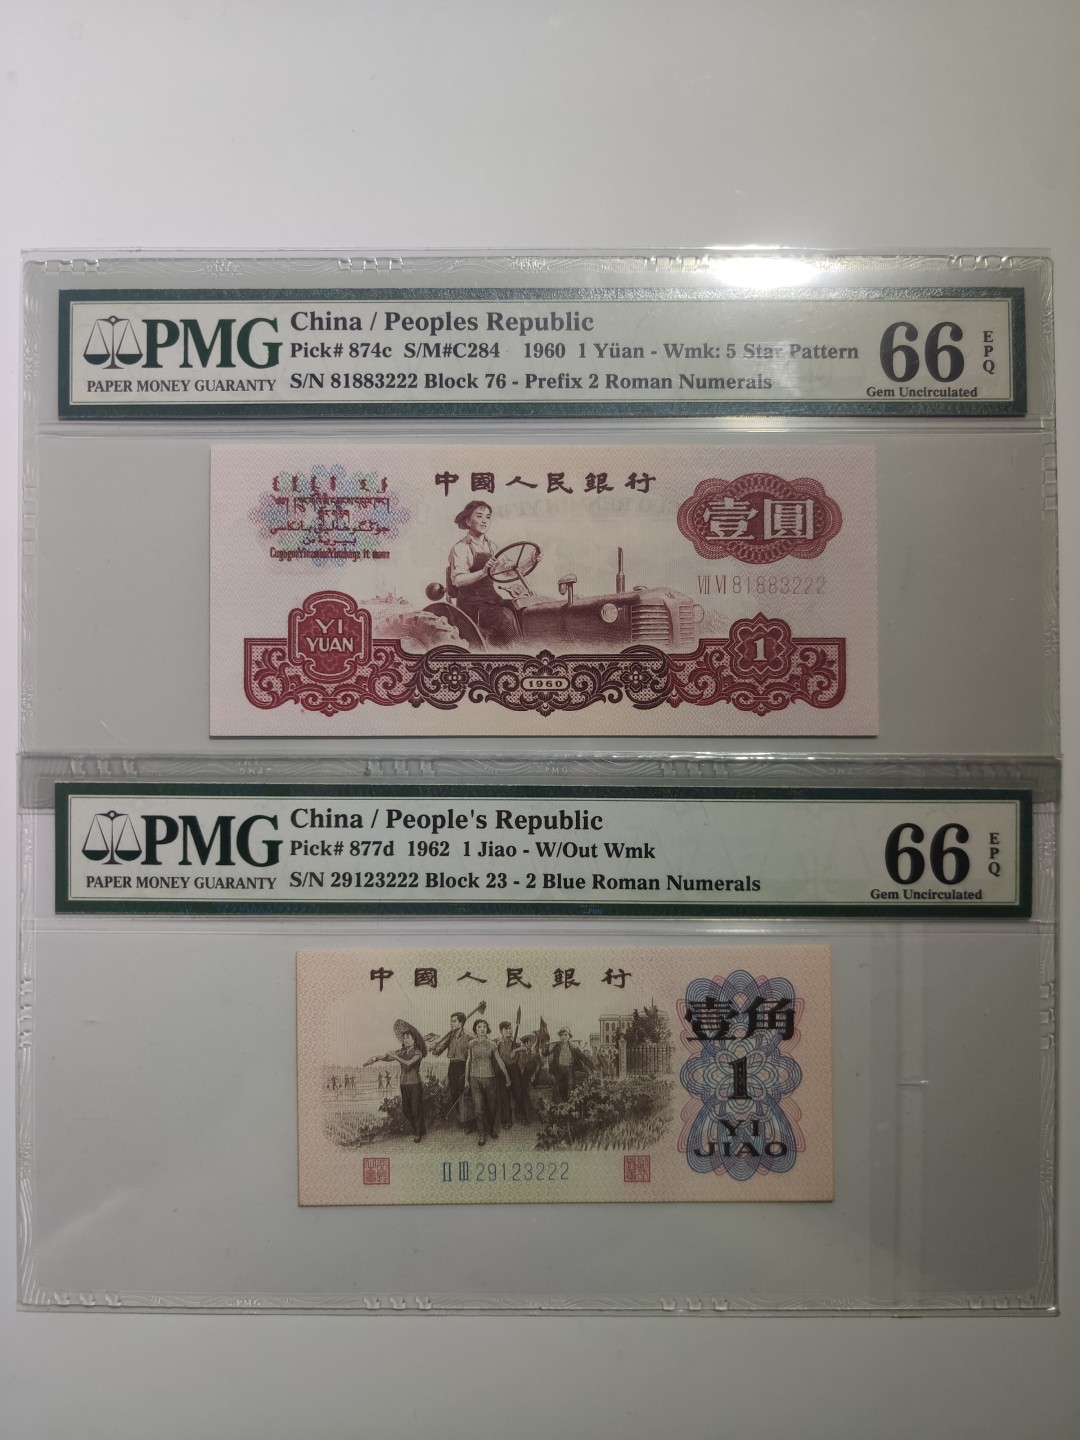 PMG
PAPER MONEY GUARANTY
China / Peoples Republic
Pick# 874c S/M#C284 1960 1 Yüan - Wmk: 5 Star Pattern
S/N 81883222 Block 76 - Prefix 2 Roman Numerals
66
EPQ
Gem Uncirculated
中國人民銀行
壹圓
VII VI 81883222
YI
YUAN
1960
1
PMG
PAPER MONEY GUARANTY
China / People's Republic
Pick# 877d 1962 1 Jiao - W/Out Wmk
S/N 29123222 Block 23 - 2 Blue Roman Numerals
66
EPQ
Gem Uncirculated
中國人民銀行
壹角
1
YI
JIAO
II III 29123222